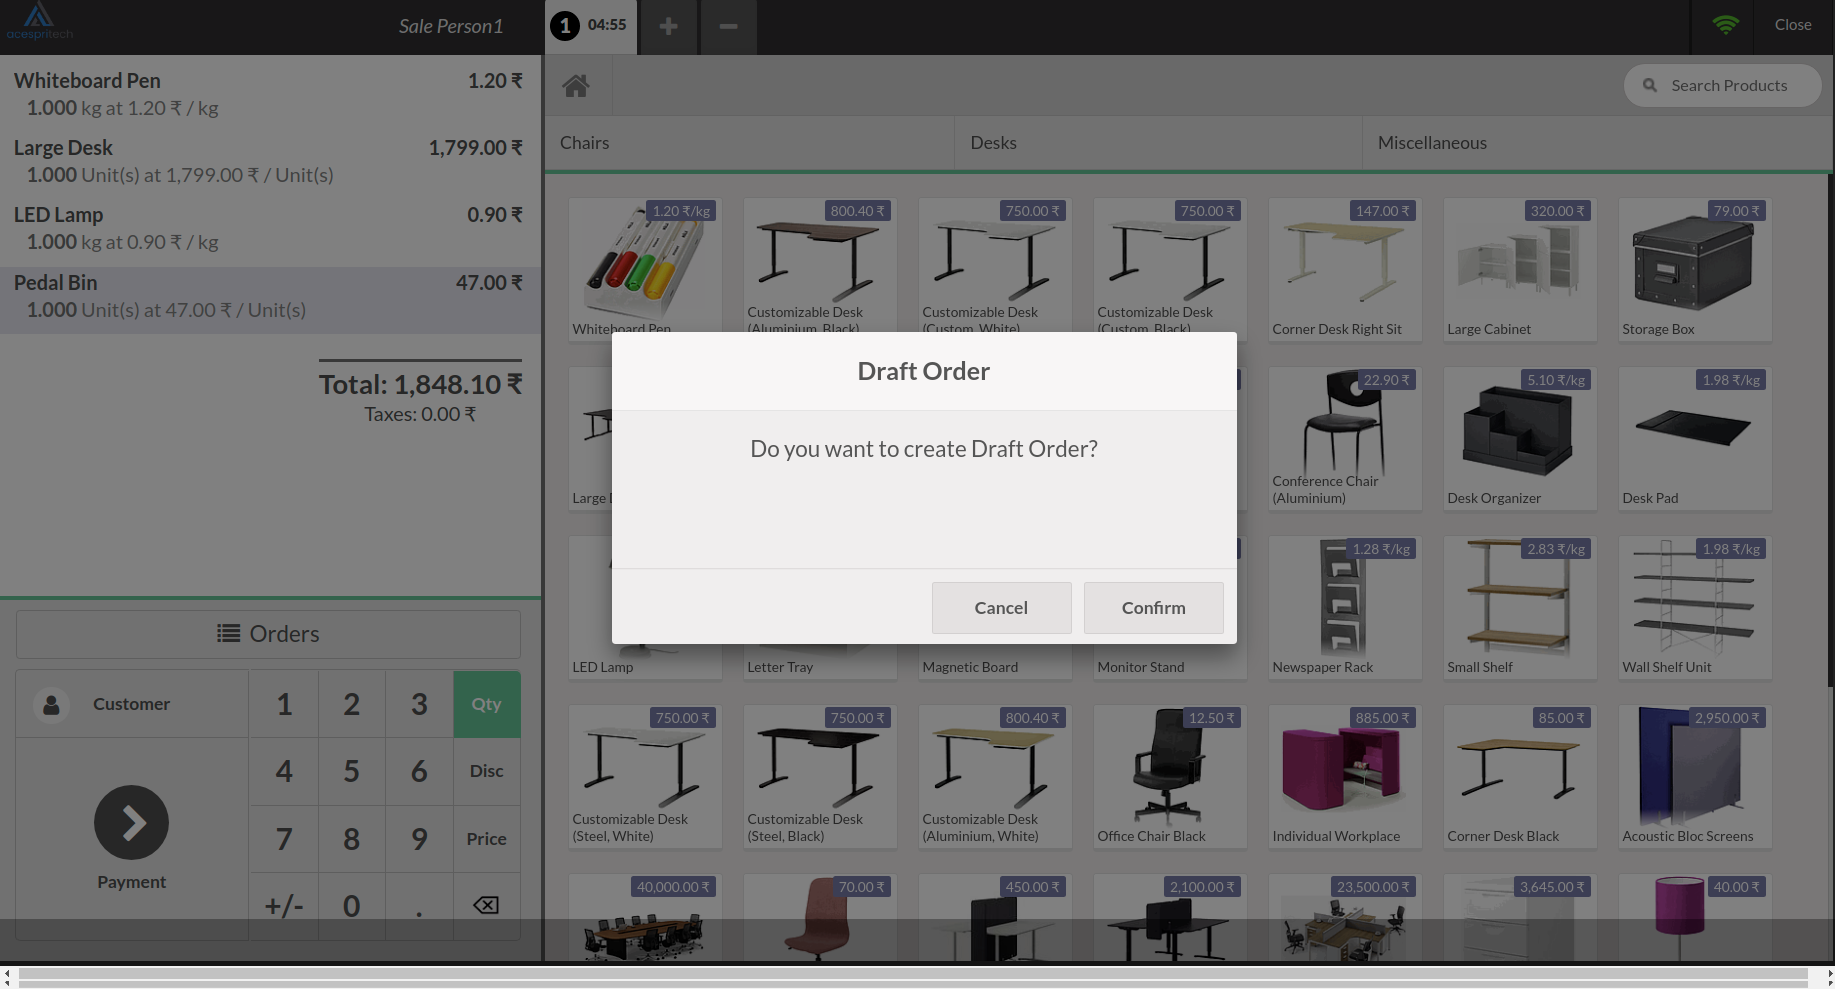 acespritech
Sale Person1
1 04:55
Close
Whiteboard Pen 1.20 ₹
1.000 kg at 1.20 ₹ / kg
Large Desk 1,799.00 ₹
1.000 Unit(s) at 1,799.00 ₹ / Unit(s)
LED Lamp 0.90 ₹
1.000 kg at 0.90 ₹ / kg
Pedal Bin 47.00 ₹
1.000 Unit(s) at 47.00 ₹ / Unit(s)
Total: 1,848.10 ₹
Taxes: 0.00 ₹
Orders
Customer
Payment
1 2 3 Qty
4 5 6 Disc
7 8 9 Price
+/- 0 .
Search Products
Chairs Desks Miscellaneous
1.20 ₹/kg
Whiteboard Pen
800.40 ₹
Customizable Desk
(Aluminium, Black)
750.00 ₹
Customizable Desk
(Custom, White)
750.00 ₹
Customizable Desk
(Custom, Black)
147.00 ₹
Corner Desk Right Sit
320.00 ₹
Large Cabinet
79.00 ₹
Storage Box
Large
22.90 ₹
Conference Chair
(Aluminium)
5.10 ₹/kg
Desk Organizer
1.98 ₹/kg
Desk Pad
Draft Order
Do you want to create Draft Order?
Cancel Confirm
LED Lamp
Letter Tray
Magnetic Board
Monitor Stand
1.28 ₹/kg
Newspaper Rack
2.83 ₹/kg
Small Shelf
1.98 ₹/kg
Wall Shelf Unit
750.00 ₹
Customizable Desk
(Steel, White)
750.00 ₹
Customizable Desk
(Steel, Black)
800.40 ₹
Customizable Desk
(Aluminium, White)
12.50 ₹
Office Chair Black
885.00 ₹
Individual Workplace
85.00 ₹
Corner Desk Black
2,950.00 ₹
Acoustic Bloc Screens
40,000.00 ₹
70.00 ₹
450.00 ₹
2,100.00 ₹
23,500.00 ₹
3,645.00 ₹
40.00 ₹